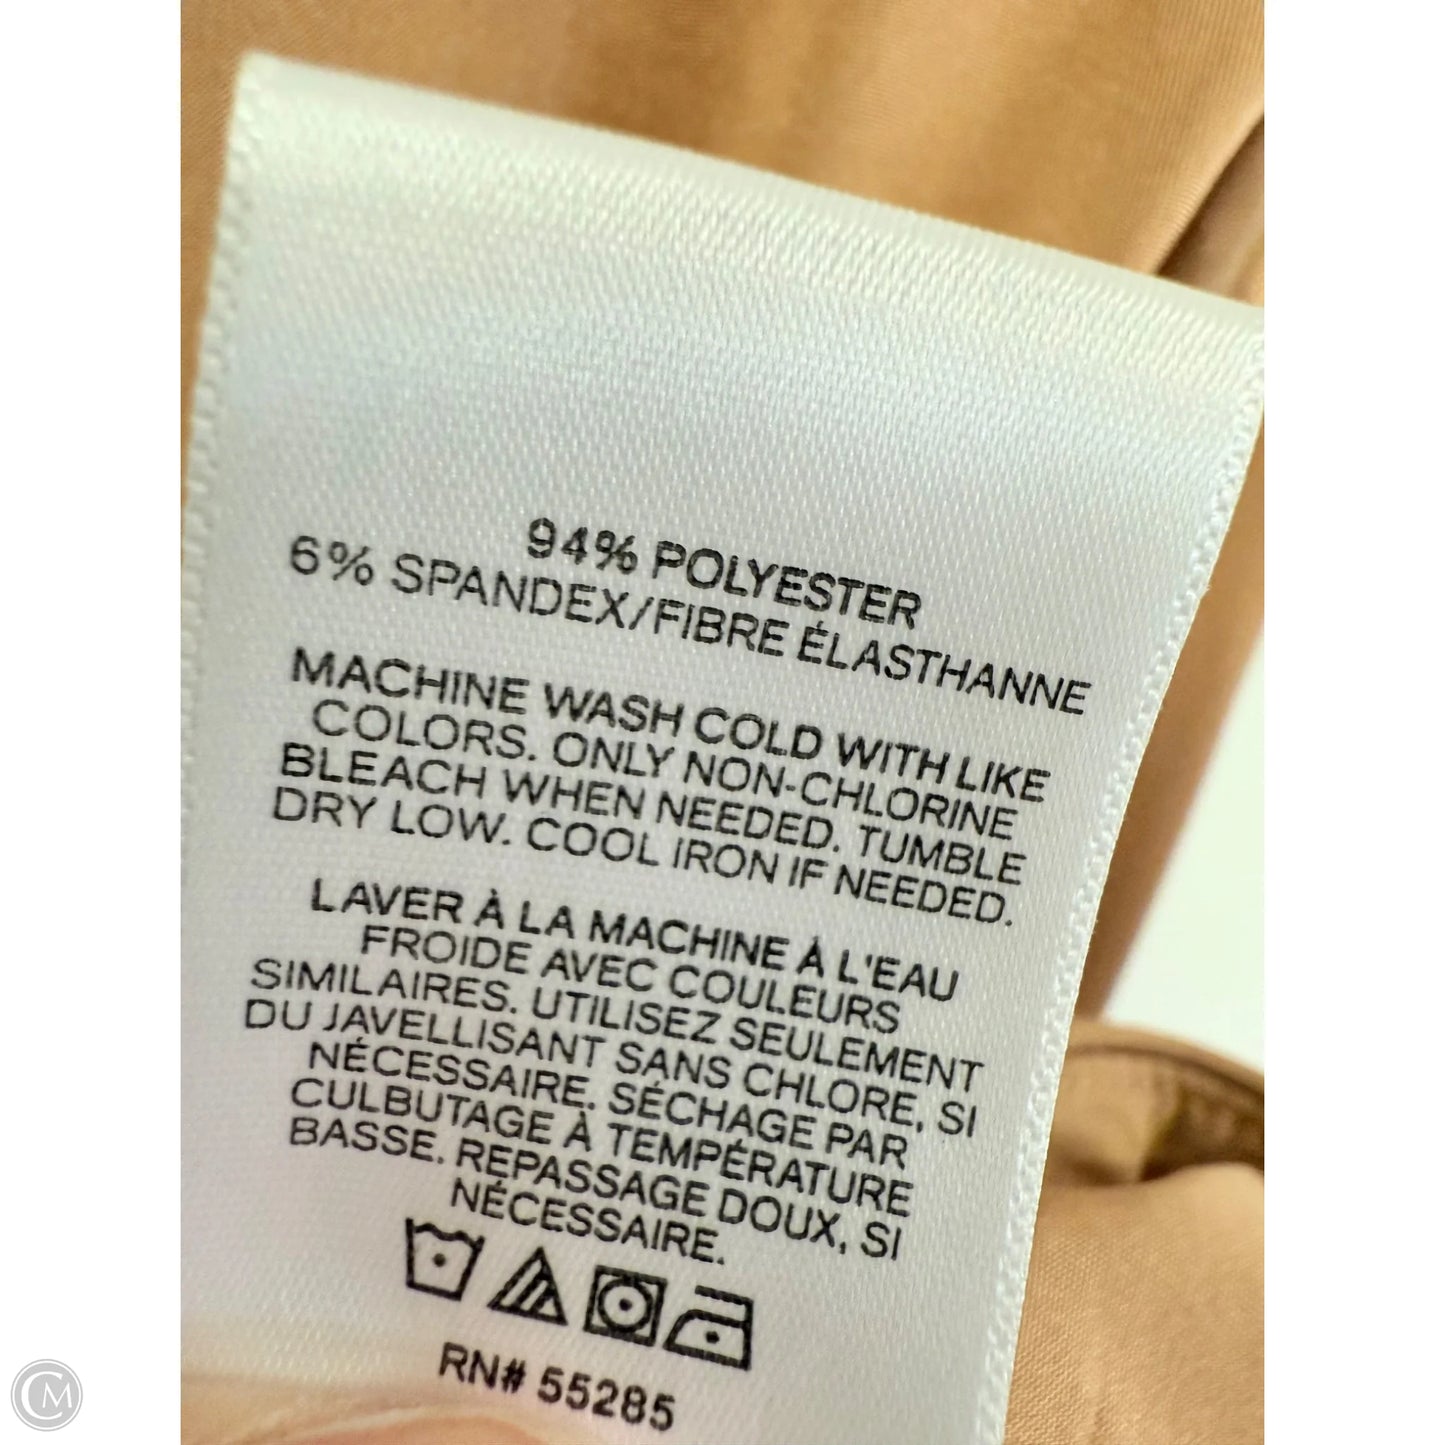 94% POLYESTER
6% SPANDEX/FIBRE ÉLASTHANNE
MACHINE WASH COLD WITH LIKE
COLORS. ONLY NON-CHLORINE
BLEACH WHEN NEEDED. TUMBLE
DRY LOW. COOL IRON IF NEEDED.
LAVER À LA MACHINE À L'EAU
FROIDE AVEC COULEURS
SIMILAIRES. UTILISEZ SEULEMENT
DU JAVELLISANT SANS CHLORE, SI
NÉCESSAIRE. SÉCHAGE PAR
CULBUTAGE À TEMPÉRATURE
BASSE. REPASSAGE DOUX, SI
NÉCESSAIRE.
RN# 55285
CM